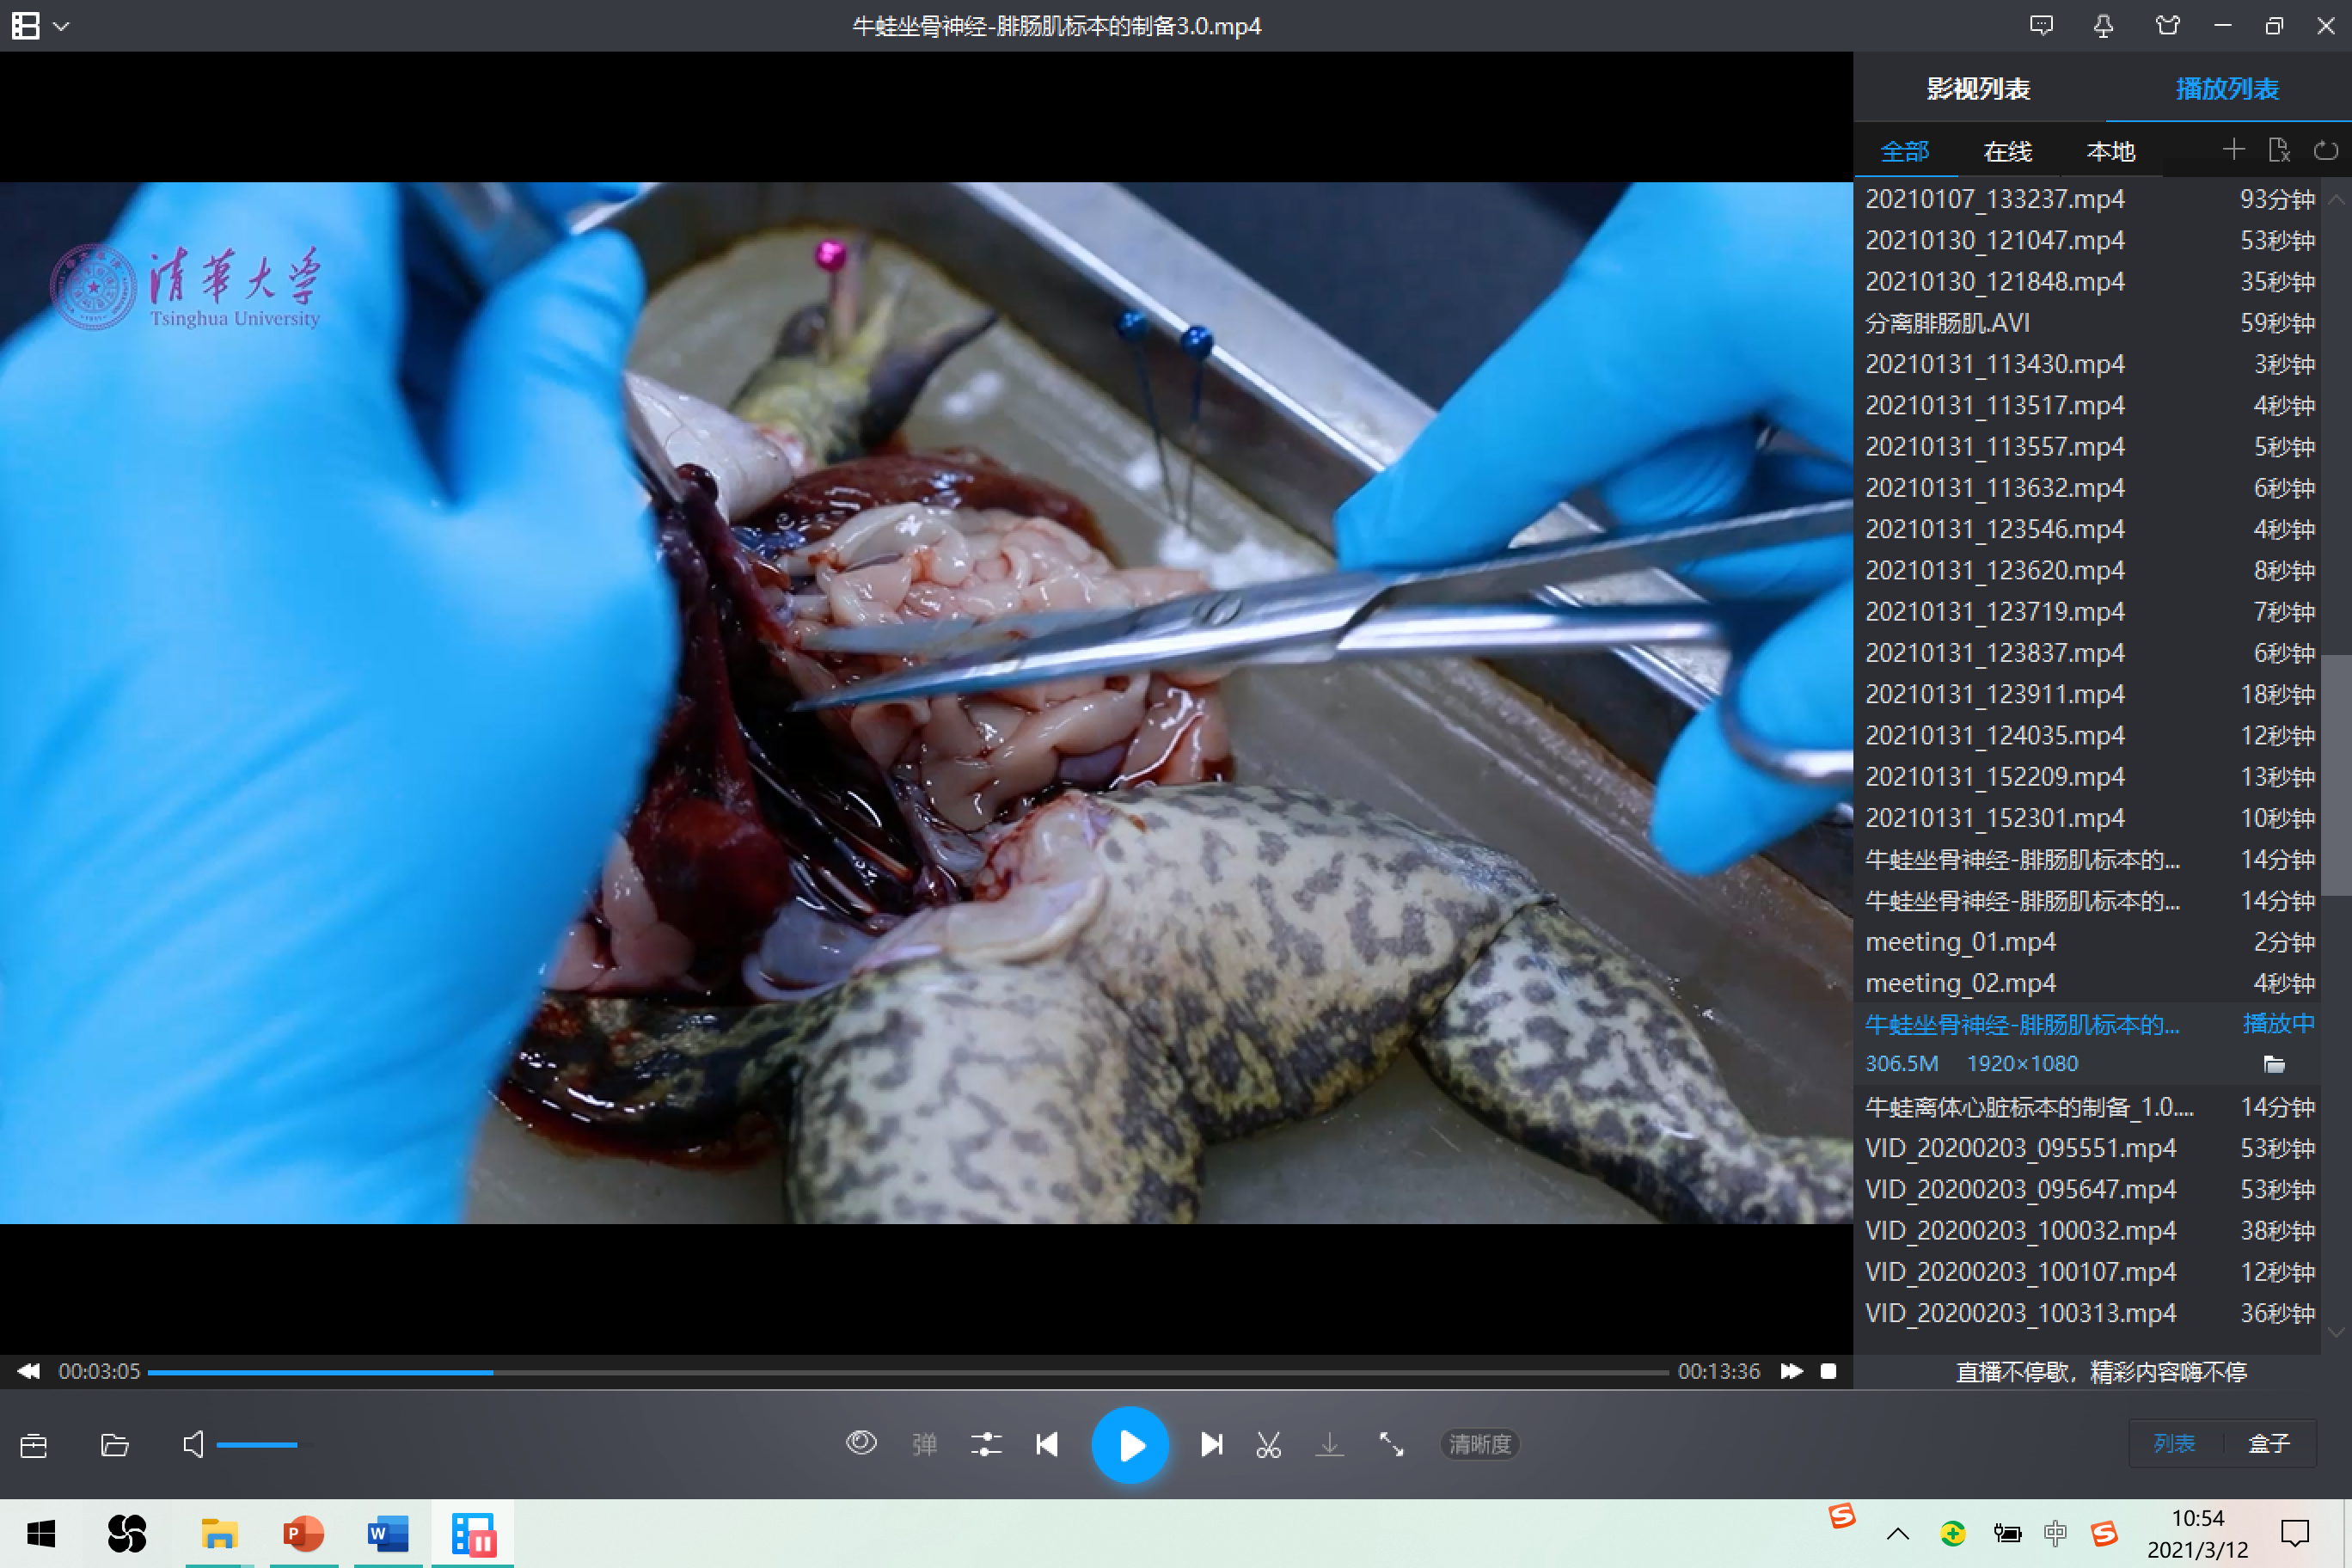 牛蛙坐骨神经-腓肠肌标本的制备3.0.mp4
清華大学
Tsinghua University
影视列表
播放列表
全部
在线
本地
20210107_133237.mp4 93分钟
20210130_121047.mp4 53秒钟
20210130_121848.mp4 35秒钟
分离腓肠肌.AVI 59秒钟
20210131_113430.mp4 3秒钟
20210131_113517.mp4 4秒钟
20210131_113557.mp4 5秒钟
20210131_113632.mp4 6秒钟
20210131_123546.mp4 4秒钟
20210131_123620.mp4 8秒钟
20210131_123719.mp4 7秒钟
20210131_123837.mp4 6秒钟
20210131_123911.mp4 18秒钟
20210131_124035.mp4 12秒钟
20210131_152209.mp4 13秒钟
20210131_152301.mp4 10秒钟
牛蛙坐骨神经-腓肠肌标本的... 14分钟
牛蛙坐骨神经-腓肠肌标本的... 14分钟
meeting_01.mp4 2分钟
meeting_02.mp4 4秒钟
牛蛙坐骨神经-腓肠肌标本的... 播放中
306.5M 1920×1080
牛蛙离体心脏标本的制备_1.0.... 14分钟
VID_20200203_095551.mp4 53秒钟
VID_20200203_095647.mp4 53秒钟
VID_20200203_100032.mp4 38秒钟
VID_20200203_100107.mp4 12秒钟
VID_20200203_100313.mp4 36秒钟
00:03:05
00:13:36
直播不停歇，精彩内容嗨不停
弹
清晰度
列表
盒子
中
10:54
2021/3/12